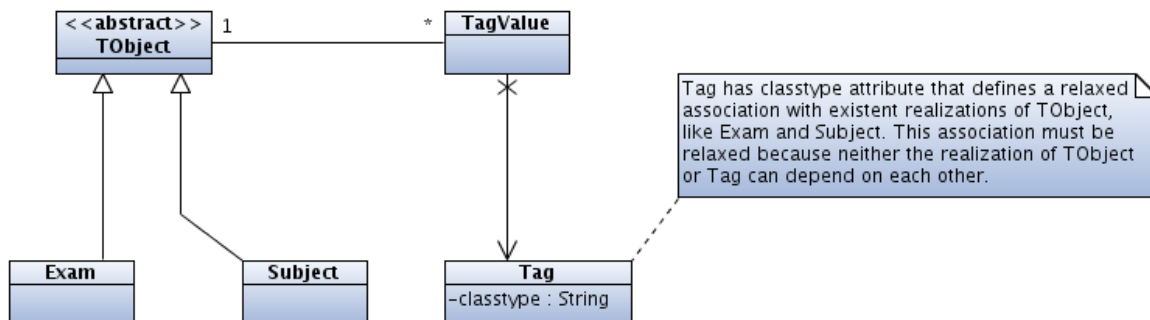 <<abstract>>
TObject
1
*
TagValue
Tag has classtype attribute that defines a relaxed
association with existent realizations of TObject,
like Exam and Subject. This association must be
relaxed because neither the realization of TObject
or Tag can depend on each other.
Exam
Subject
Tag
-classtype : String